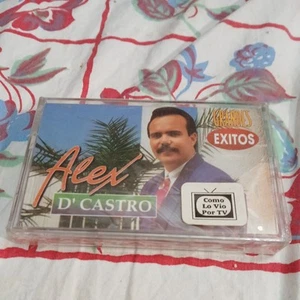 EXITOS
Alex
D' CASTRO
Como
Lo Vio
Por TV